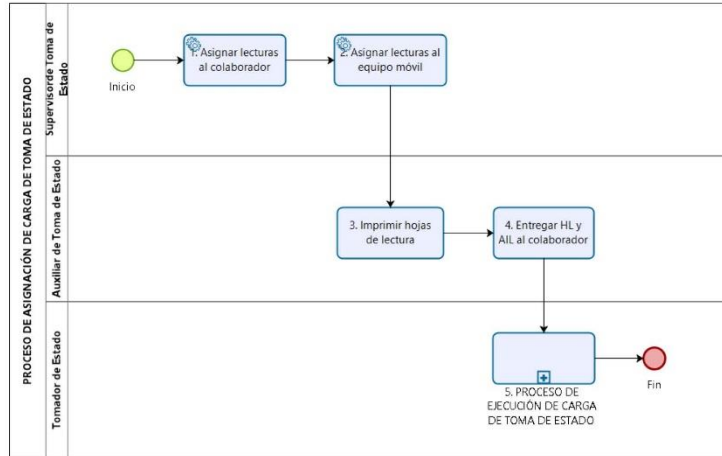 PROCESO DE ASIGNACIÓN DE CARGA DE TOMA DE ESTADO
Supervisorde Toma de
Estado
Inicio
1. Asignar lecturas
al colaborador
2. Asignar lecturas al
equipo móvil
Auxiliar de Toma de Estado
3. Imprimir hojas
de lectura
4. Entregar HL y
AIL al colaborador
Tomador de Estado
5. PROCESO DE
EJECUCIÓN DE CARGA
DE TOMA DE ESTADO
Fin